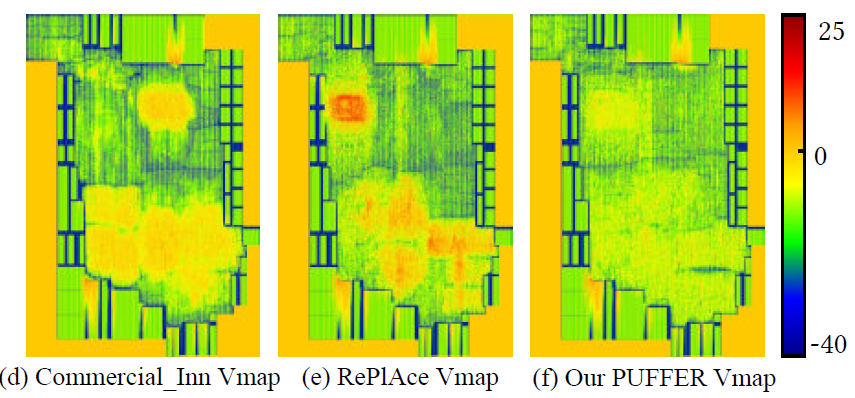 25
0
-40
(d) Commercial_Inn Vmap (e) RePlAce Vmap (f) Our PUFFER Vmap